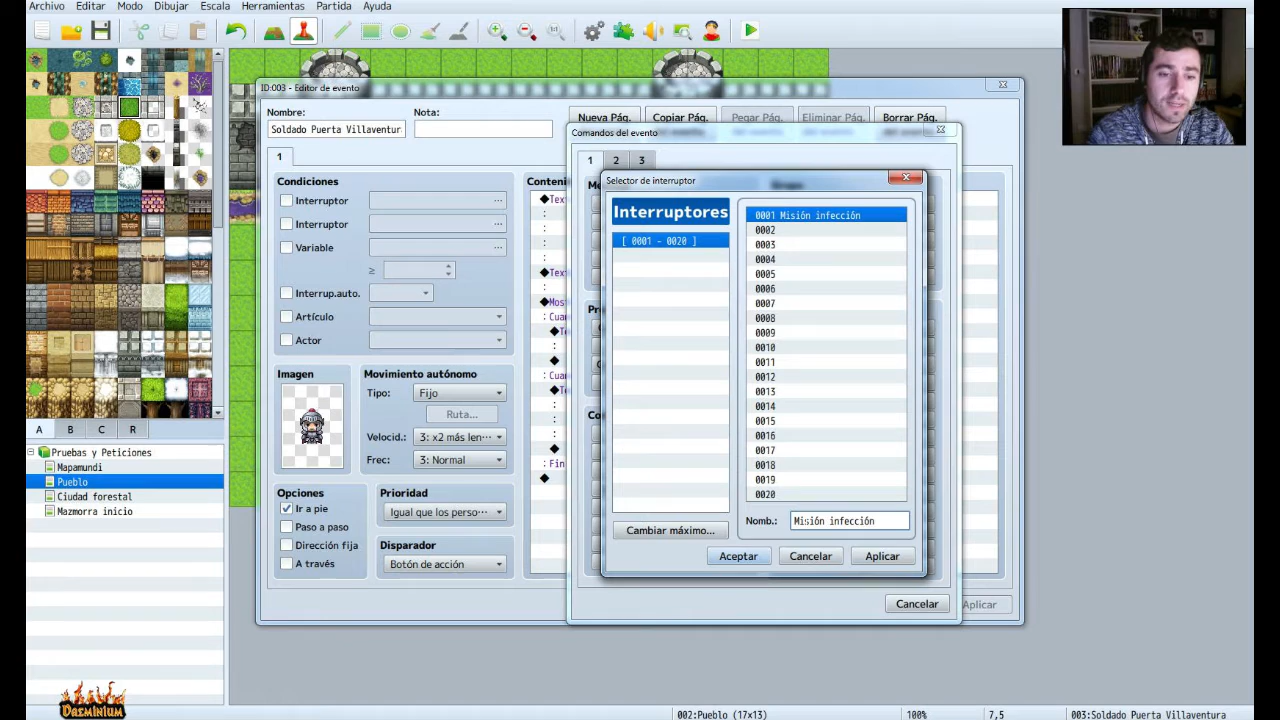 Archivo Editar Modo Dibujar Escala Herramientas Partida Ayuda
ID:003 - Editor de evento
Nombre: Nota:
Soldado Puerta Villaventur
Nueva Pág. Copiar Pág. Pegar Pág. Eliminar Pág. Borrar Pág.
Comandos del evento
1
1 2 3
Condiciones
Interruptor ...
Interruptor ...
Variable ...
≥
Interrup.auto.
Artículo
Actor
Imagen
Movimiento autónomo
Tipo: Fijo
Ruta...
Velocid.: 3: x2 más len···
Frec: 3: Normal
Opciones
Ir a pie
Paso a paso
Dirección fija
A través
Prioridad
Igual que los perso···
Disparador
Botón de acción
Selector de interruptor
Interruptores
[ 0001 - 0020 ]
Cambiar máximo...
0001 Misión infección
0002
0003
0004
0005
0006
0007
0008
0009
0010
0011
0012
0013
0014
0015
0016
0017
0018
0019
0020
Nomb.: Misión infección
Aceptar Cancelar Aplicar
Cancelar
Aplicar
A B C R
Pruebas y Peticiones
Mapamundi
Pueblo
Ciudad forestal
Mazmorra inicio
DAEMINIUM
002:Pueblo (17x13) 100% 7,5 003:Soldado Puerta Villaventura